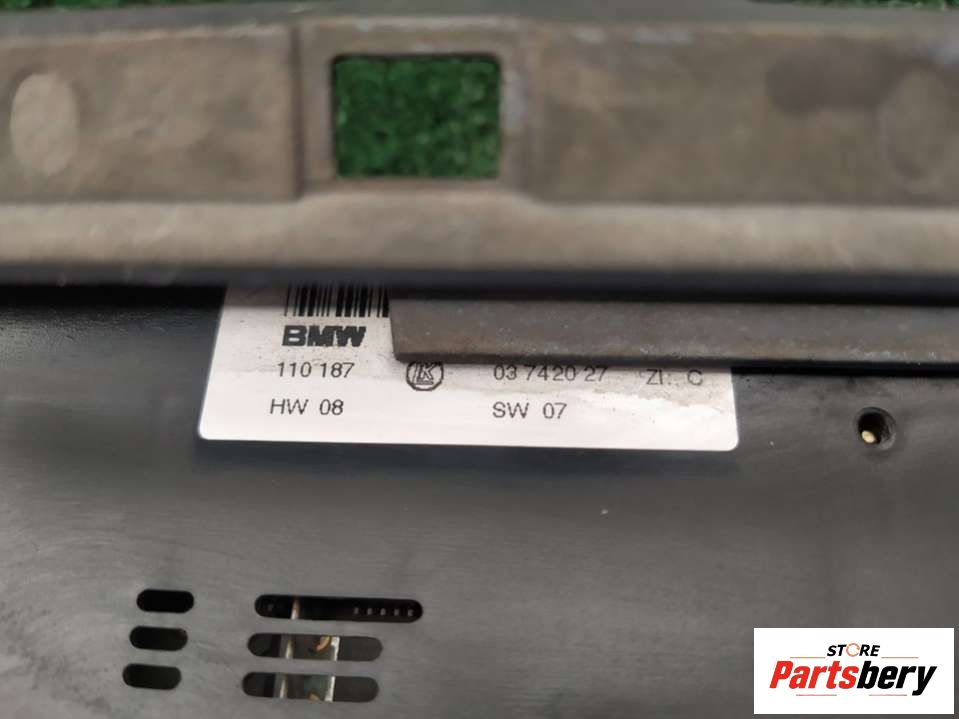 BMW
110 187 K 03 7420 27 ZI: C
HW 08 SW 07
STORE
Partsbery